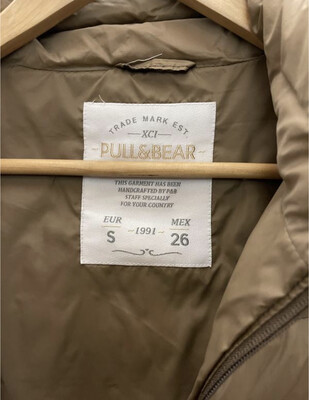 TRADE MARK EST.
XCI
PULL&BEAR
THIS GARMENT HAS BEEN
HANDCRAFTED BY P&B
STAFF SPECIALLY
FOR YOUR COUNTRY
EUR MEX
S -1991- 26